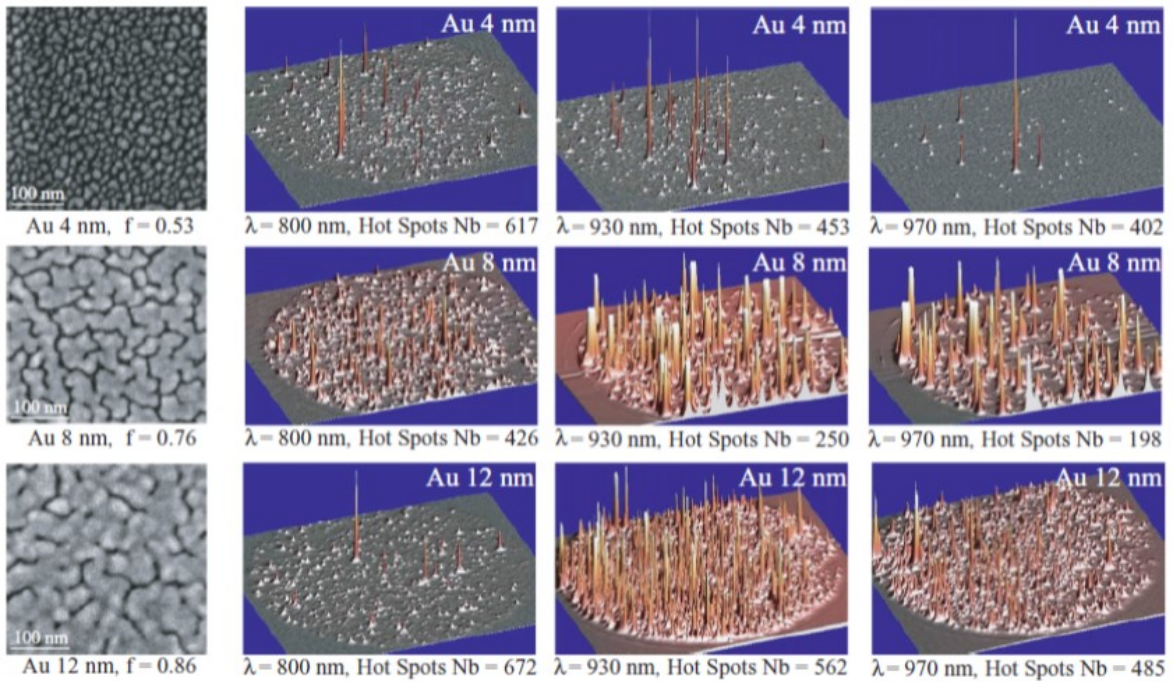 Au 4 nm
Au 4 nm
Au 4 nm
100 nm
Au 4 nm, f = 0.53
λ= 800 nm, Hot Spots Nb = 617
λ= 930 nm, Hot Spots Nb = 453
λ= 970 nm, Hot Spots Nb = 402
Au 8 nm
Au 8 nm
Au 8 nm
100 nm
Au 8 nm, f = 0.76
λ= 800 nm, Hot Spots Nb = 426
λ= 930 nm, Hot Spots Nb = 250
λ= 970 nm, Hot Spots Nb = 198
Au 12 nm
Au 12 nm
Au 12 nm
100 nm
Au 12 nm, f = 0.86
λ= 800 nm, Hot Spots Nb = 672
λ= 930 nm, Hot Spots Nb = 562
λ= 970 nm, Hot Spots Nb = 485